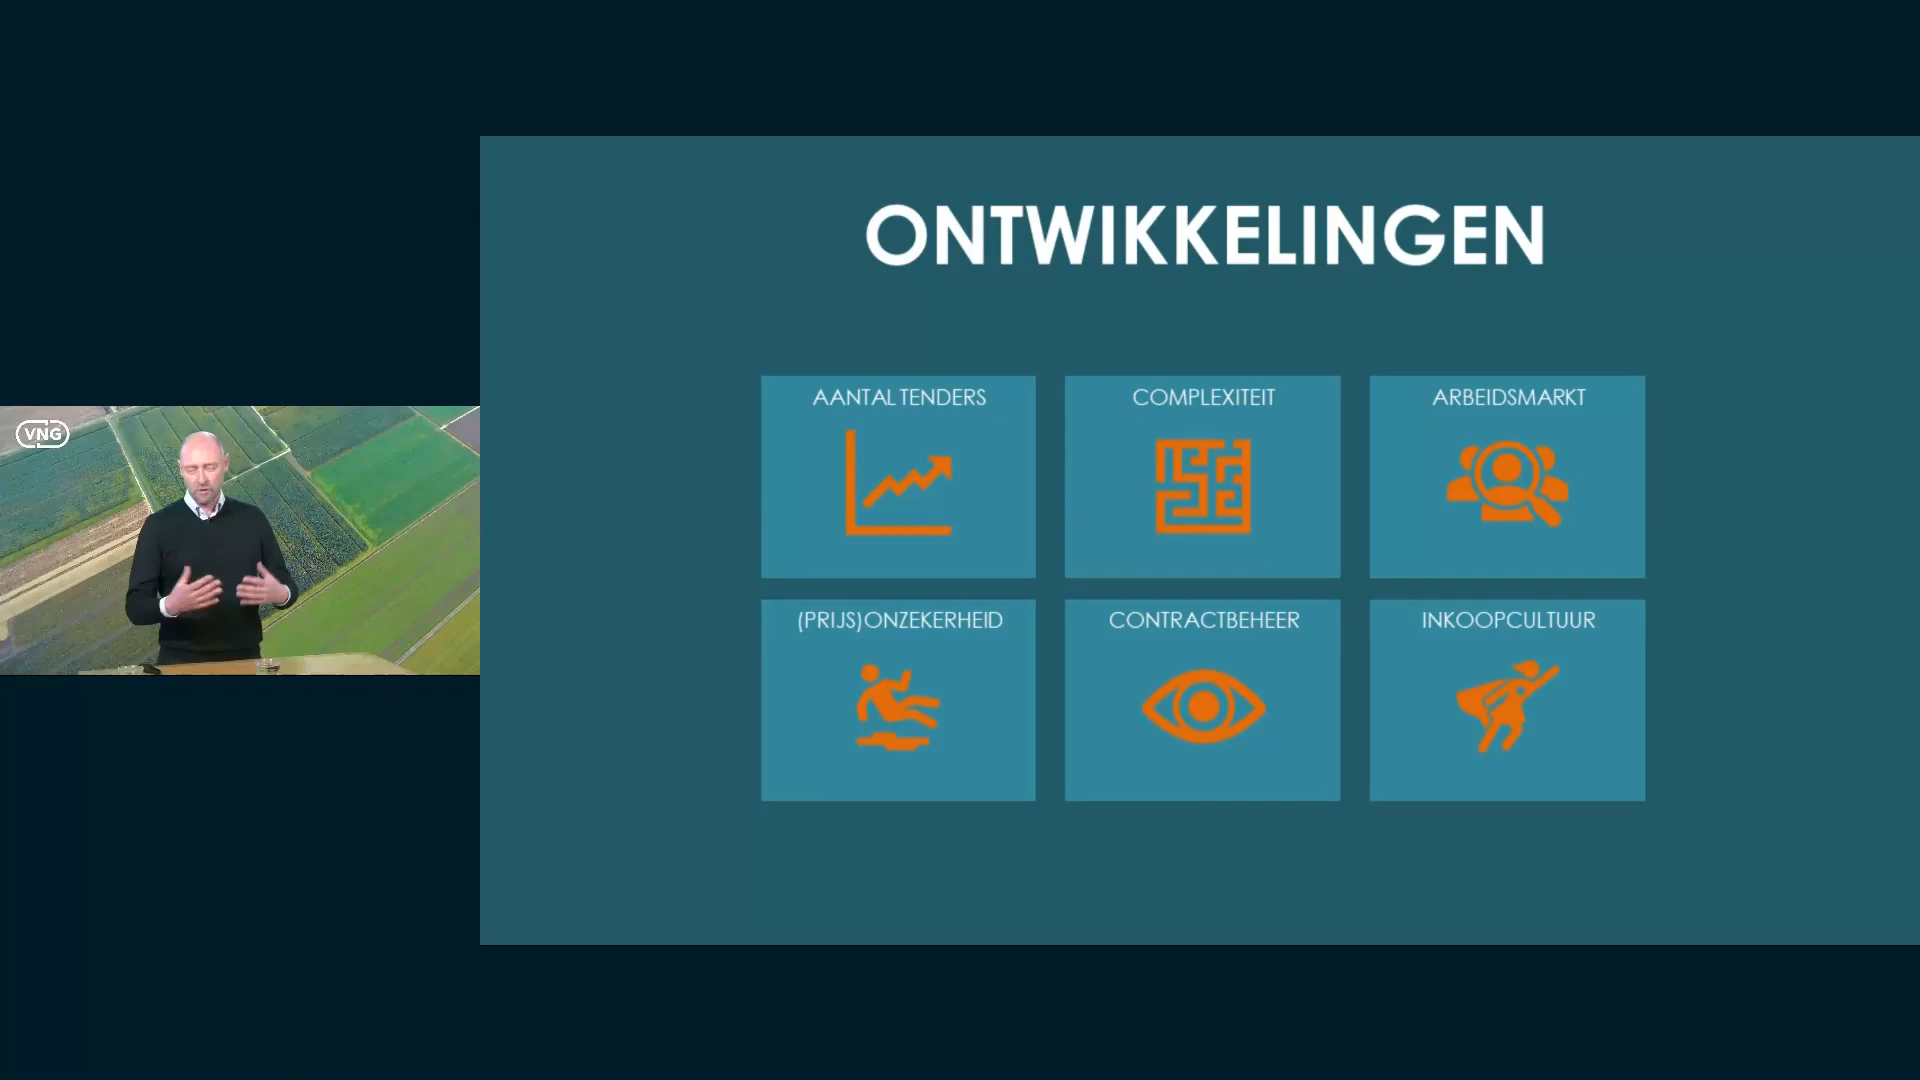 VNG
ONTWIKKELINGEN
AANTAL TENDERS
COMPLEXITEIT
ARBEIDSMARKT
(PRIJS)ONZEKERHEID
CONTRACTBEHEER
INKOOPCULTUUR